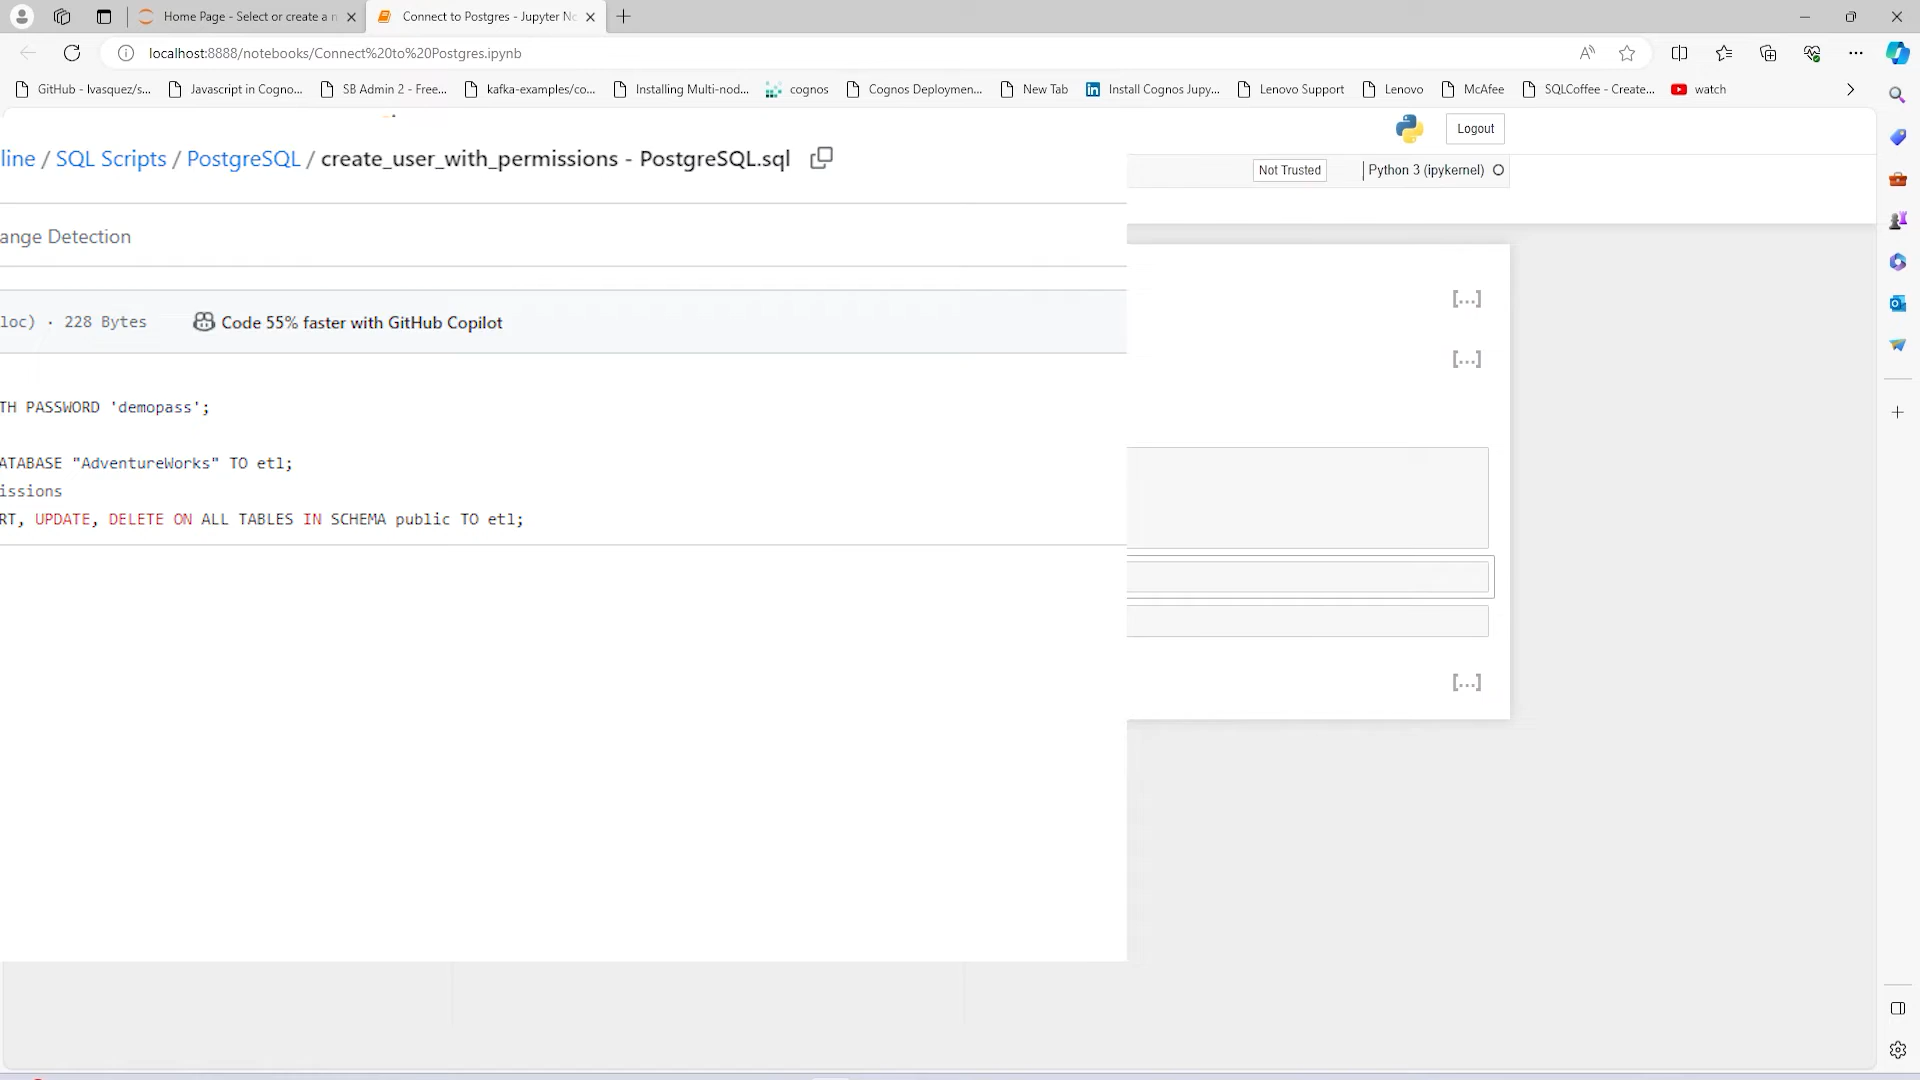 Home Page - Select or create a n
Connect to Postgres - Jupyter No
localhost:8888/notebooks/Connect%20to%20Postgres.ipynb
GitHub - lvasquez/s...
Javascript in Cogno...
SB Admin 2 - Free...
kafka-examples/co...
Installing Multi-nod...
cognos
Cognos Deploymen...
New Tab
Install Cognos Jupy...
Lenovo Support
Lenovo
McAfee
SQLCoffee - Create...
watch
Logout
line / SQL Scripts / PostgreSQL / create_user_with_permissions - PostgreSQL.sql
Not Trusted
Python 3 (ipykernel)
ange Detection
[...]
loc) · 228 Bytes
Code 55% faster with GitHub Copilot
[...]
TH PASSWORD 'demopass';
ATABASE "AdventureWorks" TO etl;
issions
RT, UPDATE, DELETE ON ALL TABLES IN SCHEMA public TO etl;
[...]